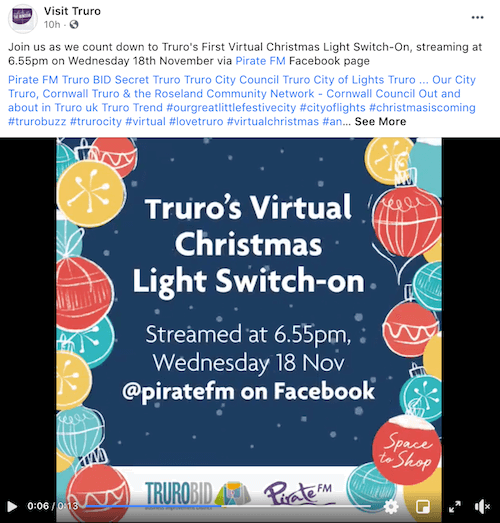 Visit Truro
10h ·
Join us as we count down to Truro's First Virtual Christmas Light Switch-On, streaming at
6.55pm on Wednesday 18th November via Pirate FM Facebook page
Pirate FM Truro BID Secret Truro Truro City Council Truro City of Lights Truro ... Our City
Truro, Cornwall Truro & the Roseland Community Network - Cornwall Council Out and
about in Truro uk Truro Trend #ourgreatlittlefestivecity #cityoflights #christmasiscoming
#trurobuzz #trurocity #virtual #lovetruro #virtualchristmas #an... See More
Truro's Virtual
Christmas
Light Switch-on
Streamed at 6.55pm,
Wednesday 18 Nov
@piratefm on Facebook
Space
to Shop
TRUROBID
Pirate FM
0:06 / 0:13